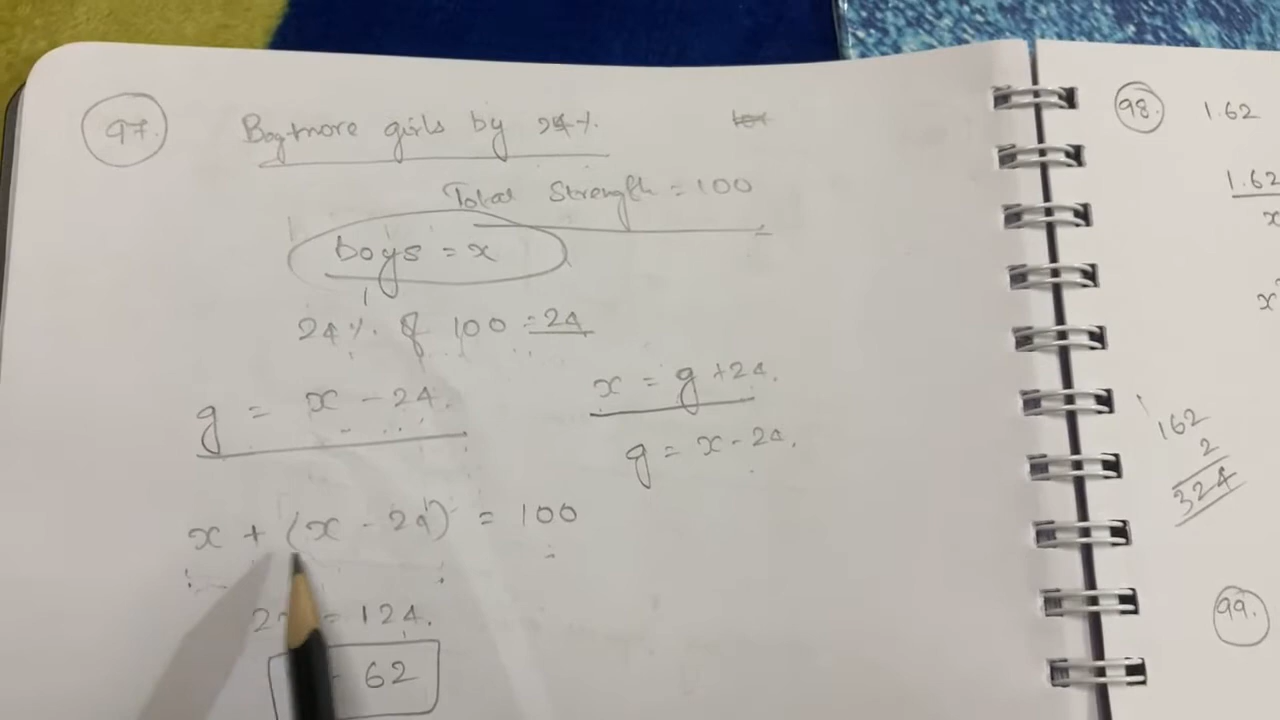 97.
Boy more girls by 24%.
Total Strength = 100
boys = x
24% of 100 = 24
g = x - 24.
x = g + 24.
g = x - 24.
x + (x - 24) = 100
= 124.
62
98.
1.62
1.62
x
x
162
2
324
99.